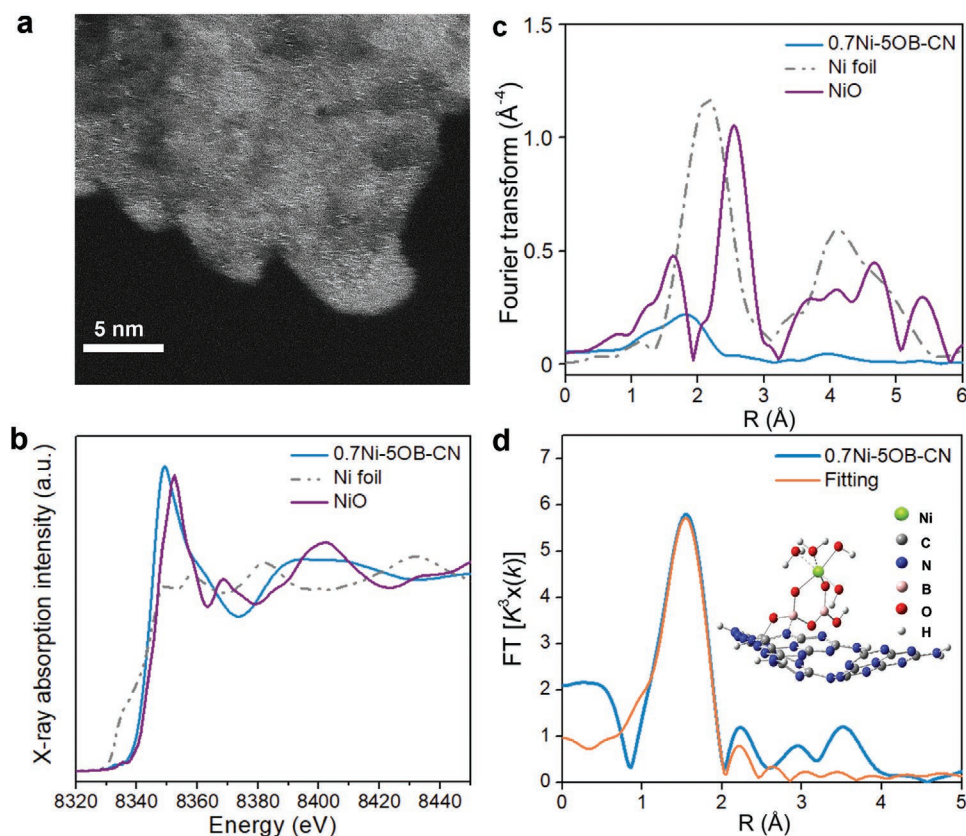 a
5 nm
b
X-ray absorption intensity (a.u.)
0.7Ni-5OB-CN
Ni foil
NiO
8320 8340 8360 8380 8400 8420 8440
Energy (eV)
c
Fourier transform (Å⁻⁴)
1.5
1.0
0.5
0
0.7Ni-5OB-CN
Ni foil
NiO
0 1 2 3 4 5 6
R (Å)
d
FT [K³x(k)]
7
6
5
4
3
2
1
0
0.7Ni-5OB-CN
Fitting
Ni
C
N
B
O
H
0 1 2 3 4 5
R (Å)